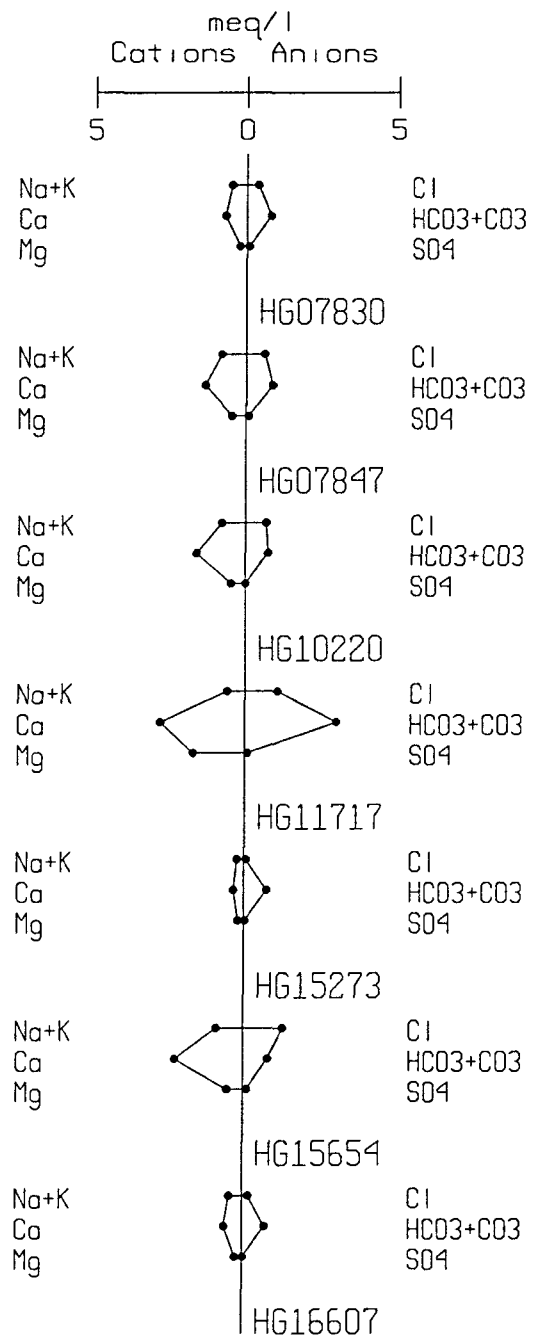 meq/l
Cations Anions
5 0 5
Na+K Cl
Ca HCO3+CO3
Mg SO4
HG07830
Na+K Cl
Ca HCO3+CO3
Mg SO4
HG07847
Na+K Cl
Ca HCO3+CO3
Mg SO4
HG10220
Na+K Cl
Ca HCO3+CO3
Mg SO4
HG11717
Na+K Cl
Ca HCO3+CO3
Mg SO4
HG15273
Na+K Cl
Ca HCO3+CO3
Mg SO4
HG15654
Na+K Cl
Ca HCO3+CO3
Mg SO4
HG16607